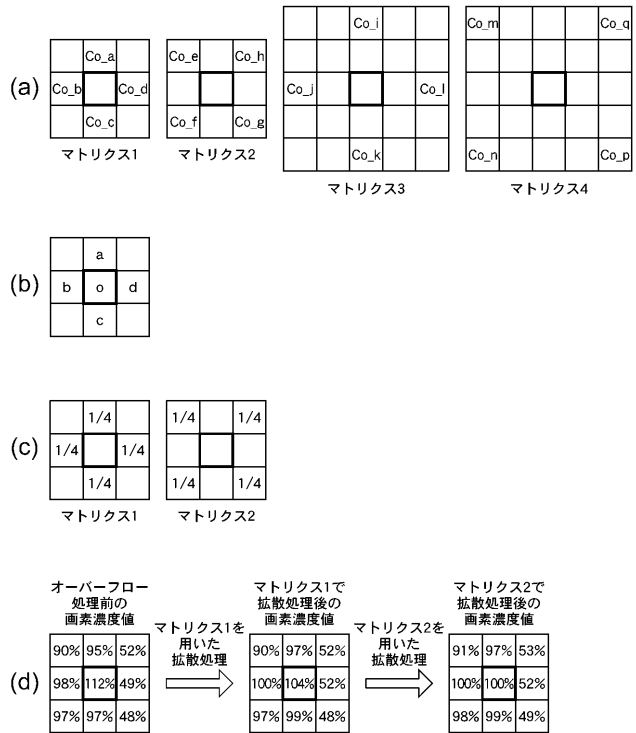 (a)
Co_a
Co_b Co_d
Co_c
マトリクス1
Co_e Co_h
Co_f Co_g
マトリクス2
Co_i
Co_j Co_l
Co_k
マトリクス3
Co_m Co_q
Co_n Co_p
マトリクス4
(b)
a
b o d
c
(c)
1/4
1/4 1/4
1/4
マトリクス1
1/4 1/4
1/4 1/4
マトリクス2
(d)
オーバーフロー
処理前の
画素濃度値
90% 95% 52%
98% 112% 49%
97% 97% 48%
マトリクス1を
用いた
拡散処理
マトリクス1で
拡散処理後の
画素濃度値
90% 97% 52%
100% 104% 52%
97% 99% 48%
マトリクス2を
用いた
拡散処理
マトリクス2で
拡散処理後の
画素濃度値
91% 97% 53%
100% 100% 52%
98% 99% 49%